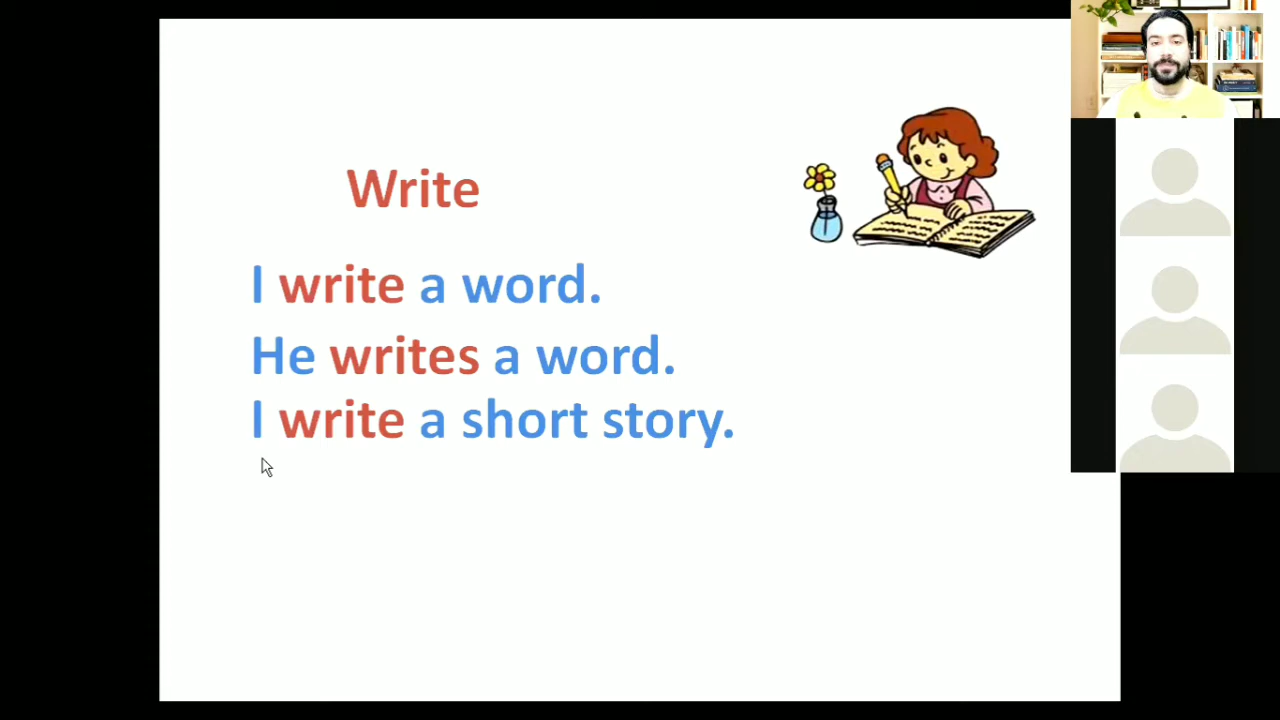 Write
I write a word.
He writes a word.
I write a short story.